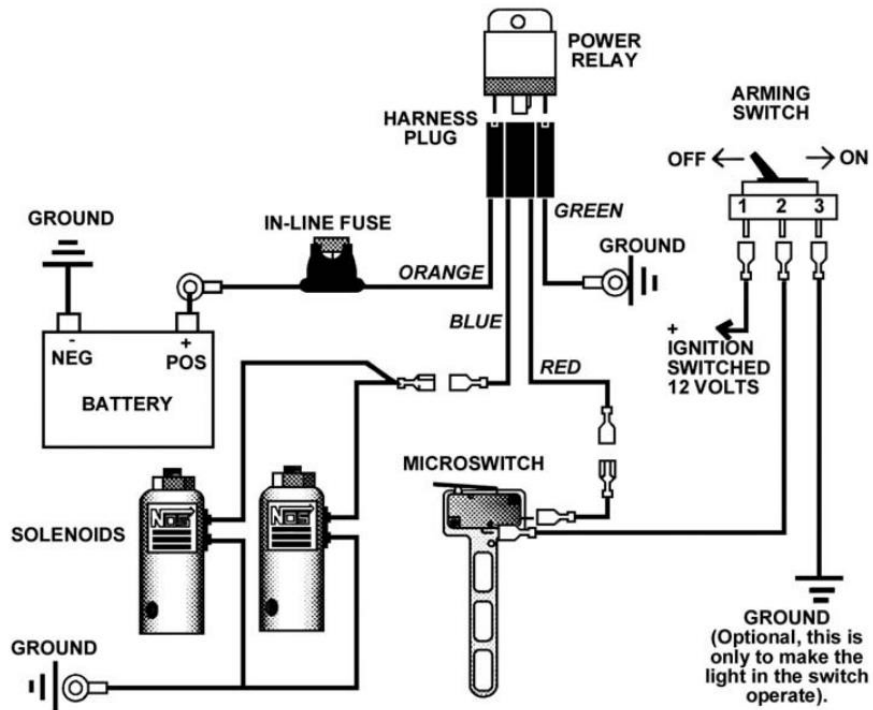 POWER
RELAY
HARNESS
PLUG
ARMING
SWITCH
OFF
ON
1 2 3
GROUND
IN-LINE FUSE
GREEN
GROUND
ORANGE
BLUE
RED
+
IGNITION
SWITCHED
12 VOLTS
- +
NEG POS
BATTERY
MICROSWITCH
SOLENOIDS
NOS
NOS
GROUND
GROUND
(Optional, this is
only to make the
light in the switch
operate).